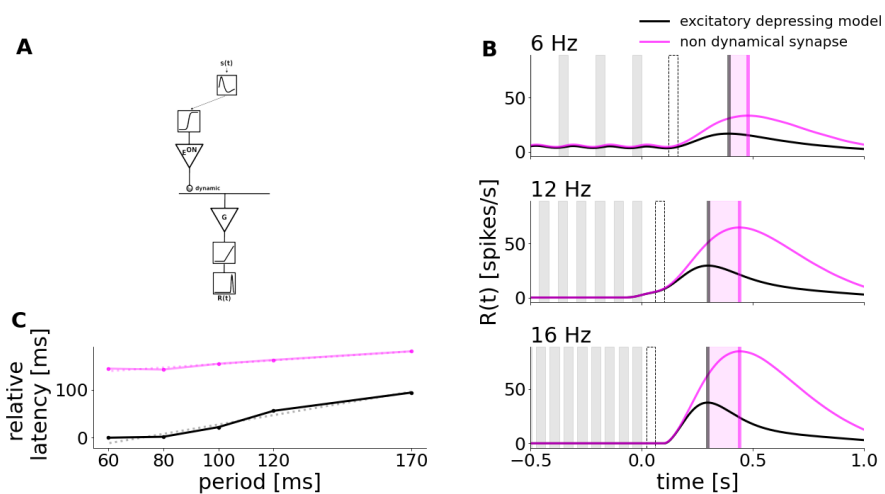 excitatory depressing model
non dynamical synapse
A
s(t)
E ON
dynamic
G
R(t)
B
6 Hz
50
0
12 Hz
50
0
16 Hz
50
0
−0.5 0.0 0.5 1.0
time [s]
R(t) [spikes/s]
C
relative
latency [ms]
100
0
60 80 100 120 170
period [ms]